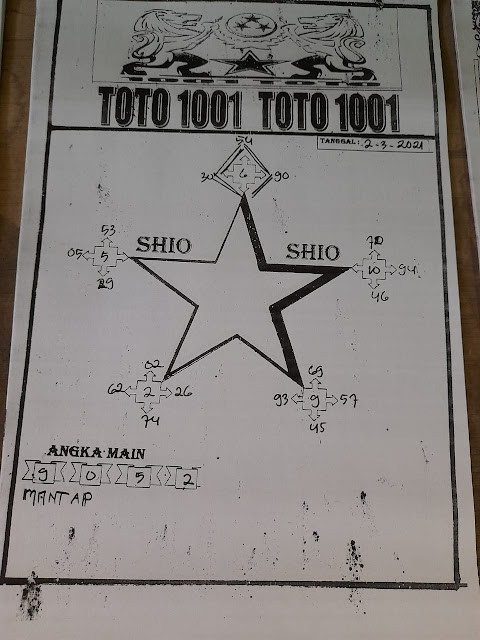 TOTO 1001 TOTO 1001
TANGGAL: 2-3-2021
54
30 6 90
53
05 5
29
SHIO SHIO
70
10 94
46
02
62 2 26
74
69
93 9 57
45
ANGKA MAIN
9 0 5 2
MANTAP